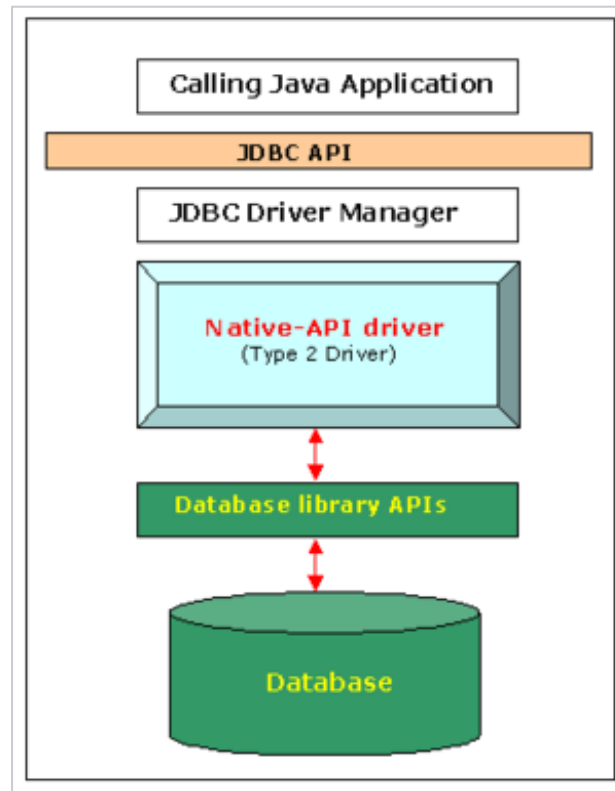 Calling Java Application
JDBC API
JDBC Driver Manager
Native-API driver
(Type 2 Driver)
Database library APIs
Database